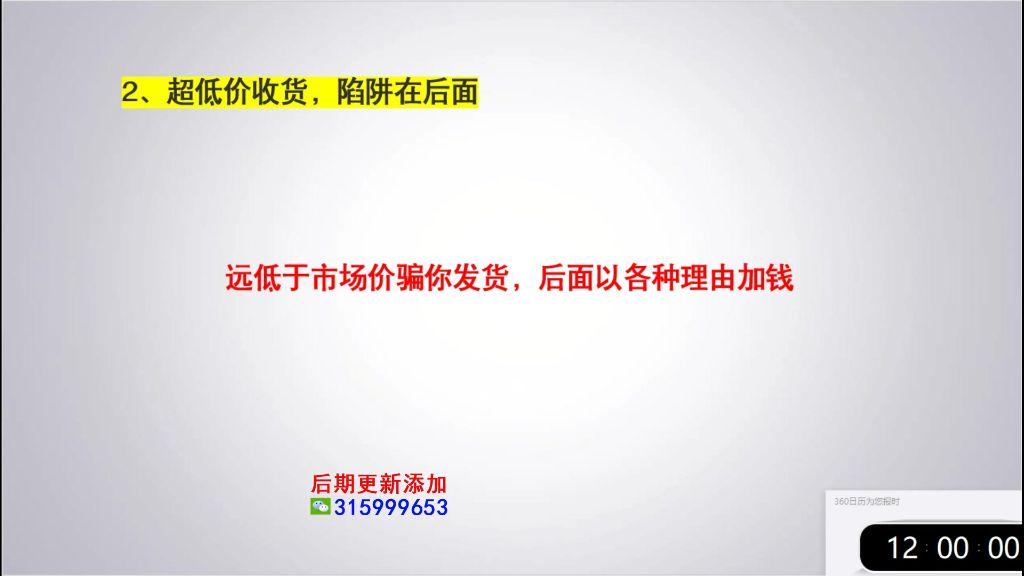 2、超低价收货，陷阱在后面
远低于市场价骗你发货，后面以各种理由加钱
后期更新添加
315999653
360日历为您报时
12:00:00